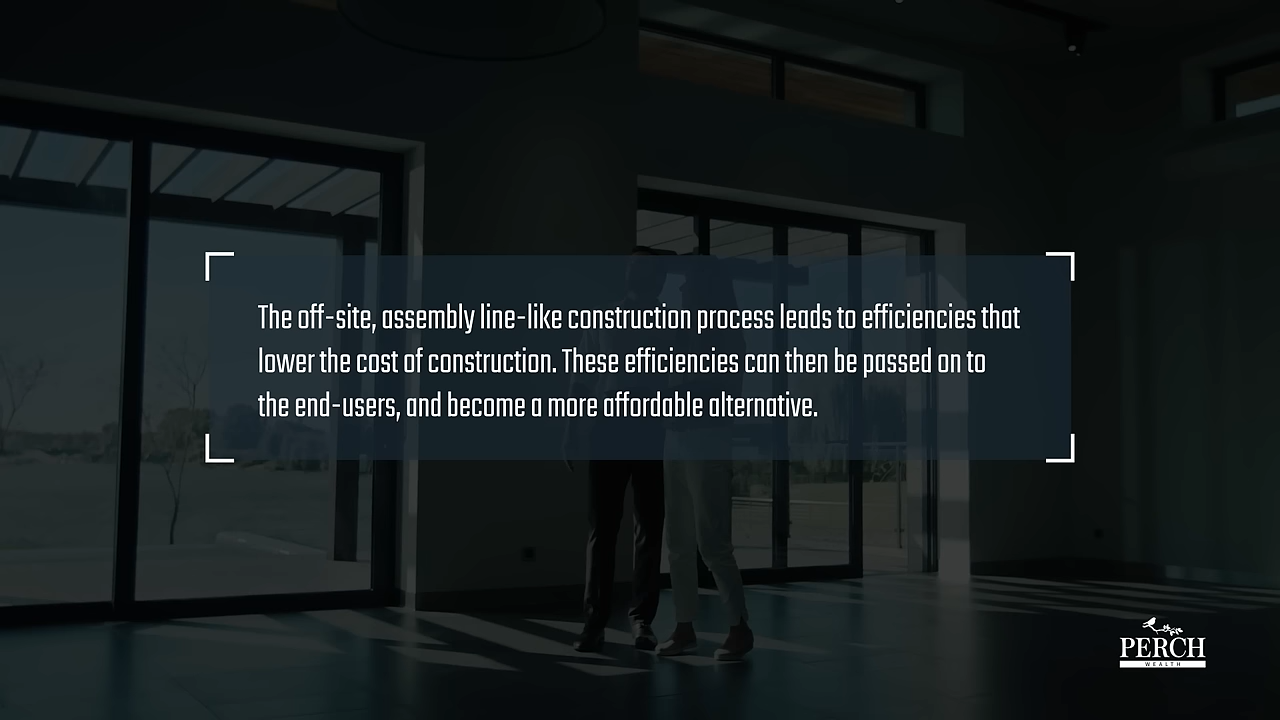 The off-site, assembly line-like construction process leads to efficiencies that
lower the cost of construction. These efficiencies can then be passed on to
the end-users, and become a more affordable alternative.
PERCH
WEALTH